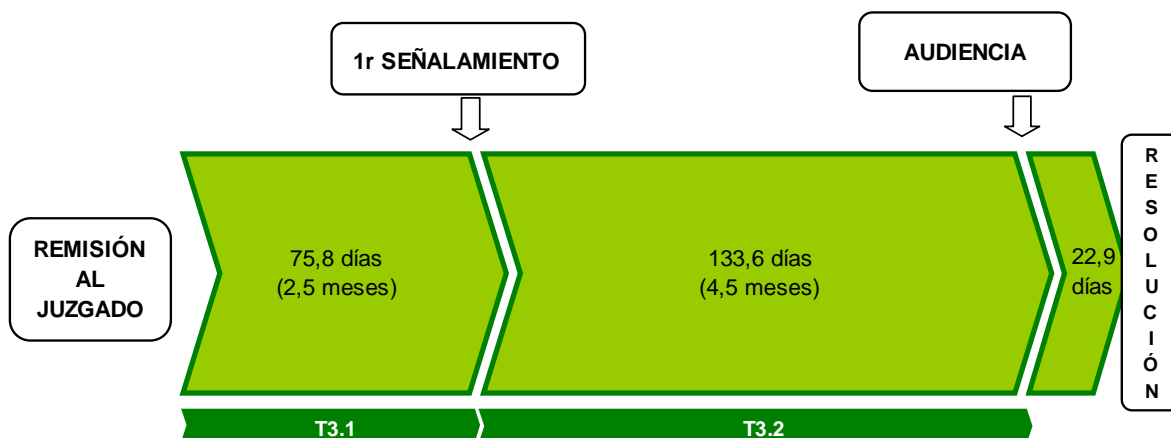 1r SEÑALAMIENTO
AUDIENCIA
REMISIÓN
AL
JUZGADO
75,8 días
(2,5 meses)
133,6 días
(4,5 meses)
22,9
días
R
E
S
O
L
U
C
I
Ó
N
T3.1
T3.2